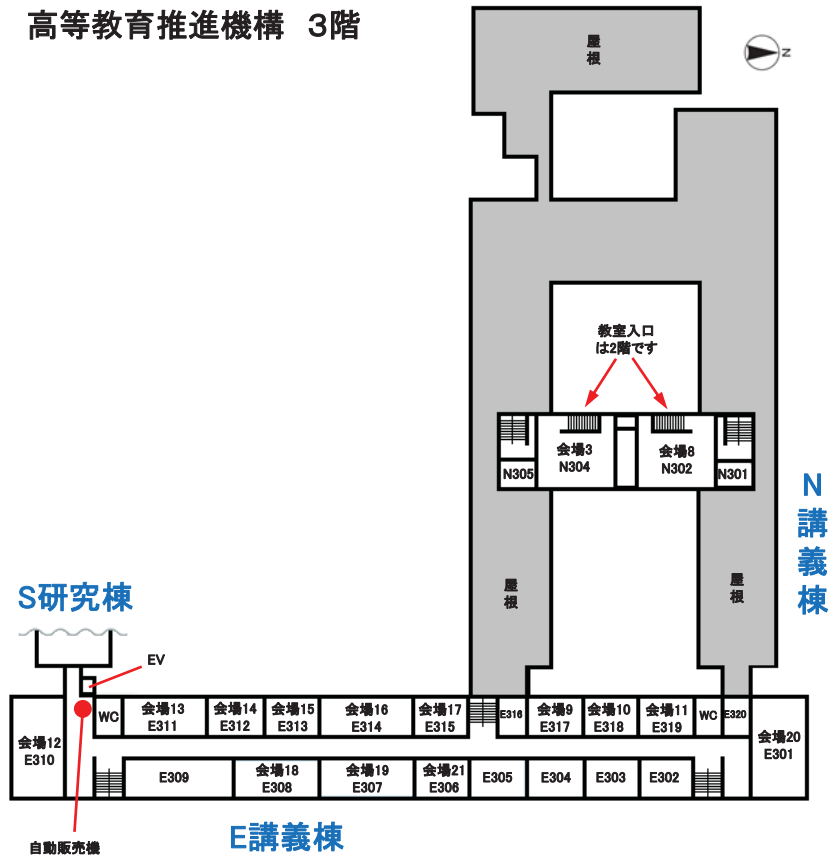 高等教育推進機構 3階
屋
根
N
教室入口
は2階です
会場3
N304
会場8
N302
N305
N301
N
講
義
棟
屋
根
屋
根
S研究棟
EV
会場12
E310
WC
会場13
E311
会場14
E312
会場15
E313
会場16
E314
会場17
E315
E316
会場9
E317
会場10
E318
会場11
E319
WC
E320
会場20
E301
E309
会場18
E308
会場19
E307
会場21
E306
E305
E304
E303
E302
自動販売機
E講義棟